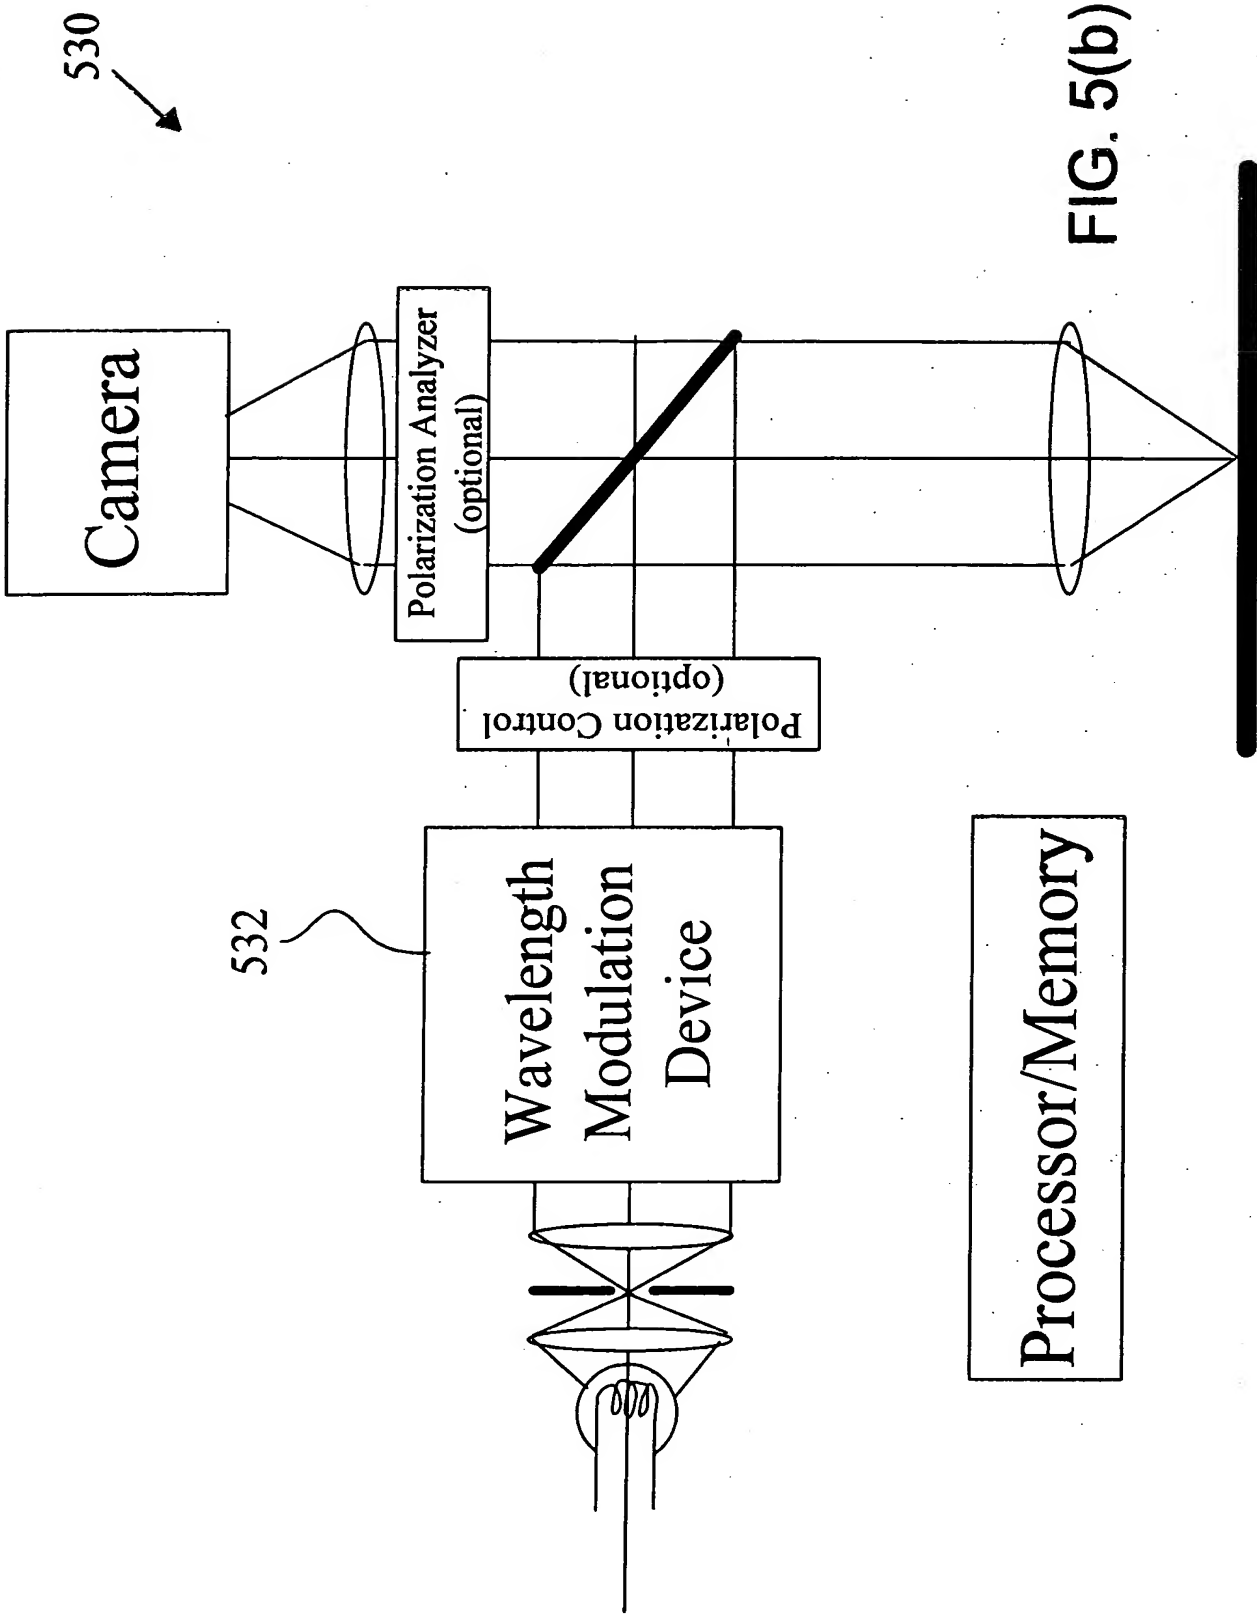 530
Camera
Polarization Analyzer
(optional)
Polarization Control
(optional)
532
Wavelength
Modulation
Device
Processor/Memory
FIG. 5(b)